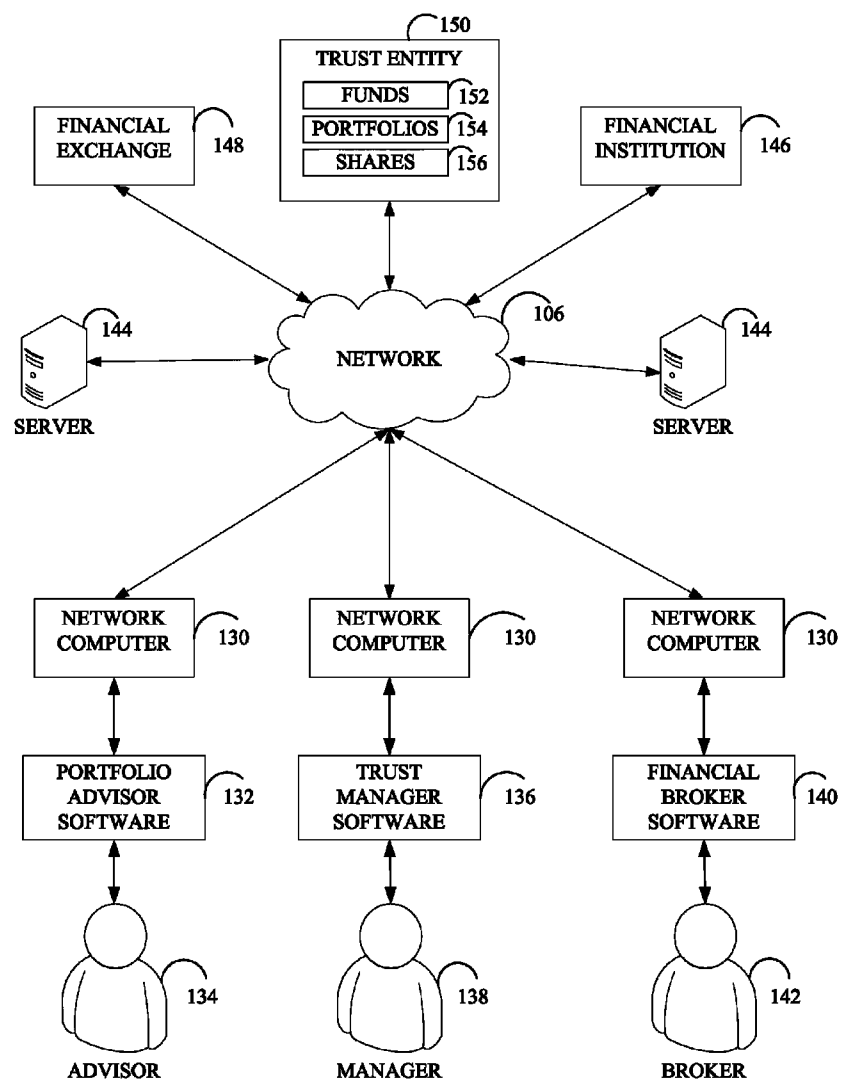 150
TRUST ENTITY
FUNDS 152
PORTFOLIOS 154
SHARES 156
FINANCIAL
EXCHANGE
148
FINANCIAL
INSTITUTION
146
144
SERVER
106
NETWORK
144
SERVER
NETWORK
COMPUTER
130
NETWORK
COMPUTER
130
NETWORK
COMPUTER
130
PORTFOLIO
ADVISOR
SOFTWARE
132
TRUST
MANAGER
SOFTWARE
136
FINANCIAL
BROKER
SOFTWARE
140
134
ADVISOR
138
MANAGER
142
BROKER